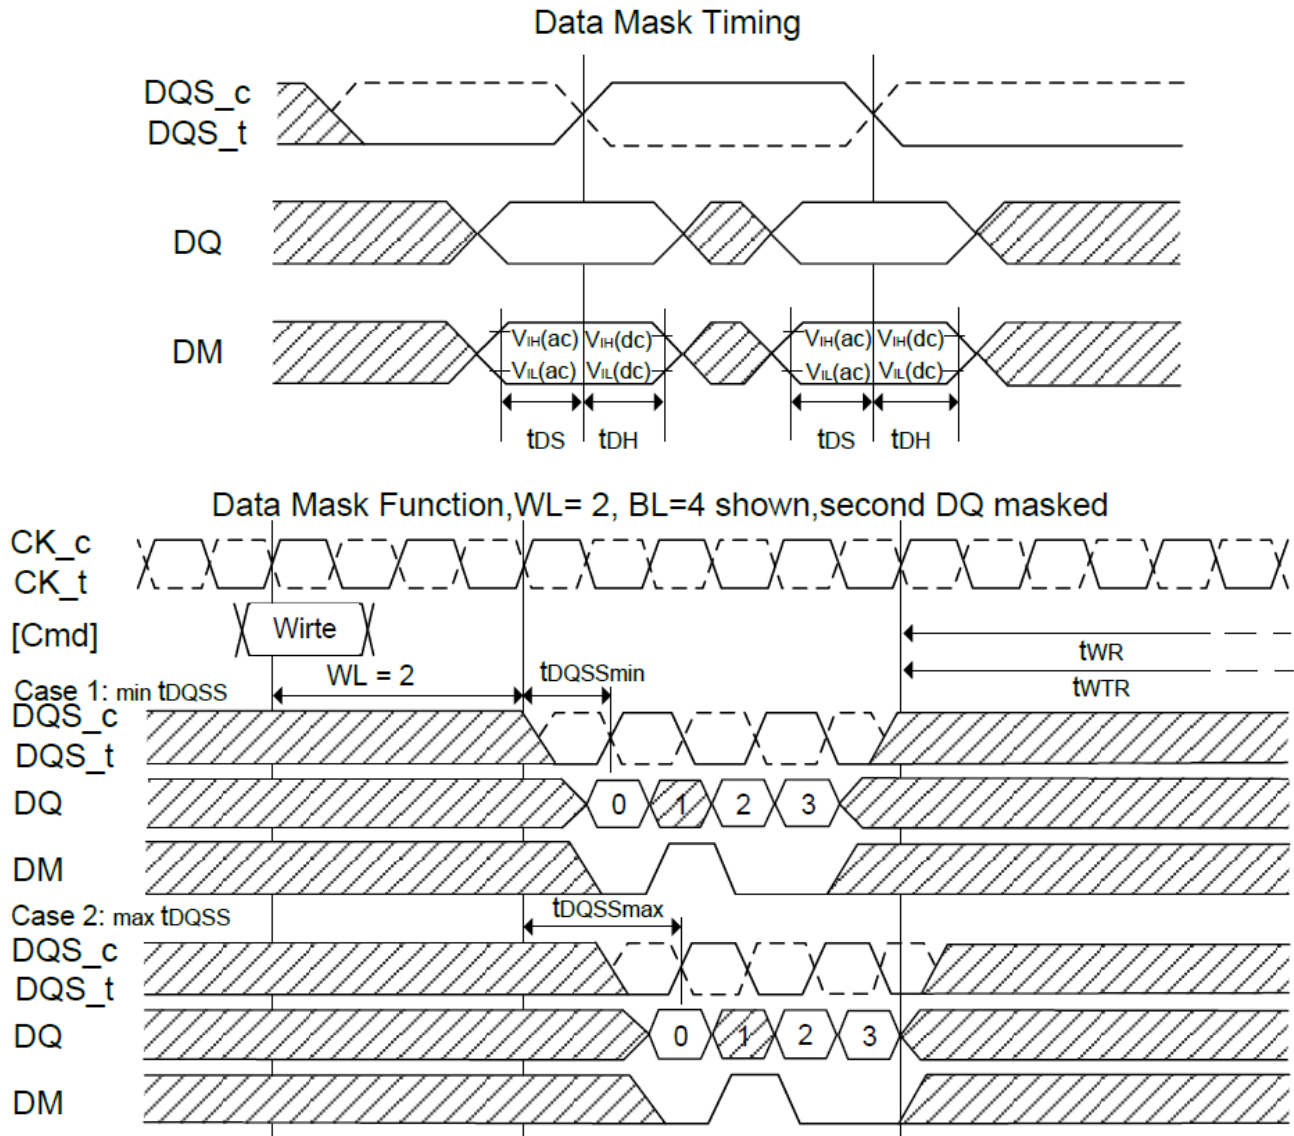 Data Mask Timing
DQS_c
DQS_t
DQ
DM
VIH(ac) VIH(dc) VIH(ac) VIH(dc)
VIL(ac) VIL(dc) VIL(ac) VIL(dc)
tDS tDH tDS tDH
Data Mask Function,WL= 2, BL=4 shown,second DQ masked
CK_c
CK_t
[Cmd] Wirte
tWR
WL = 2 tDQSSmin tWTR
Case 1: min tDQSS
DQS_c
DQS_t
DQ 0 1 2 3
DM
Case 2: max tDQSS tDQSSmax
DQS_c
DQS_t
DQ 0 1 2 3
DM